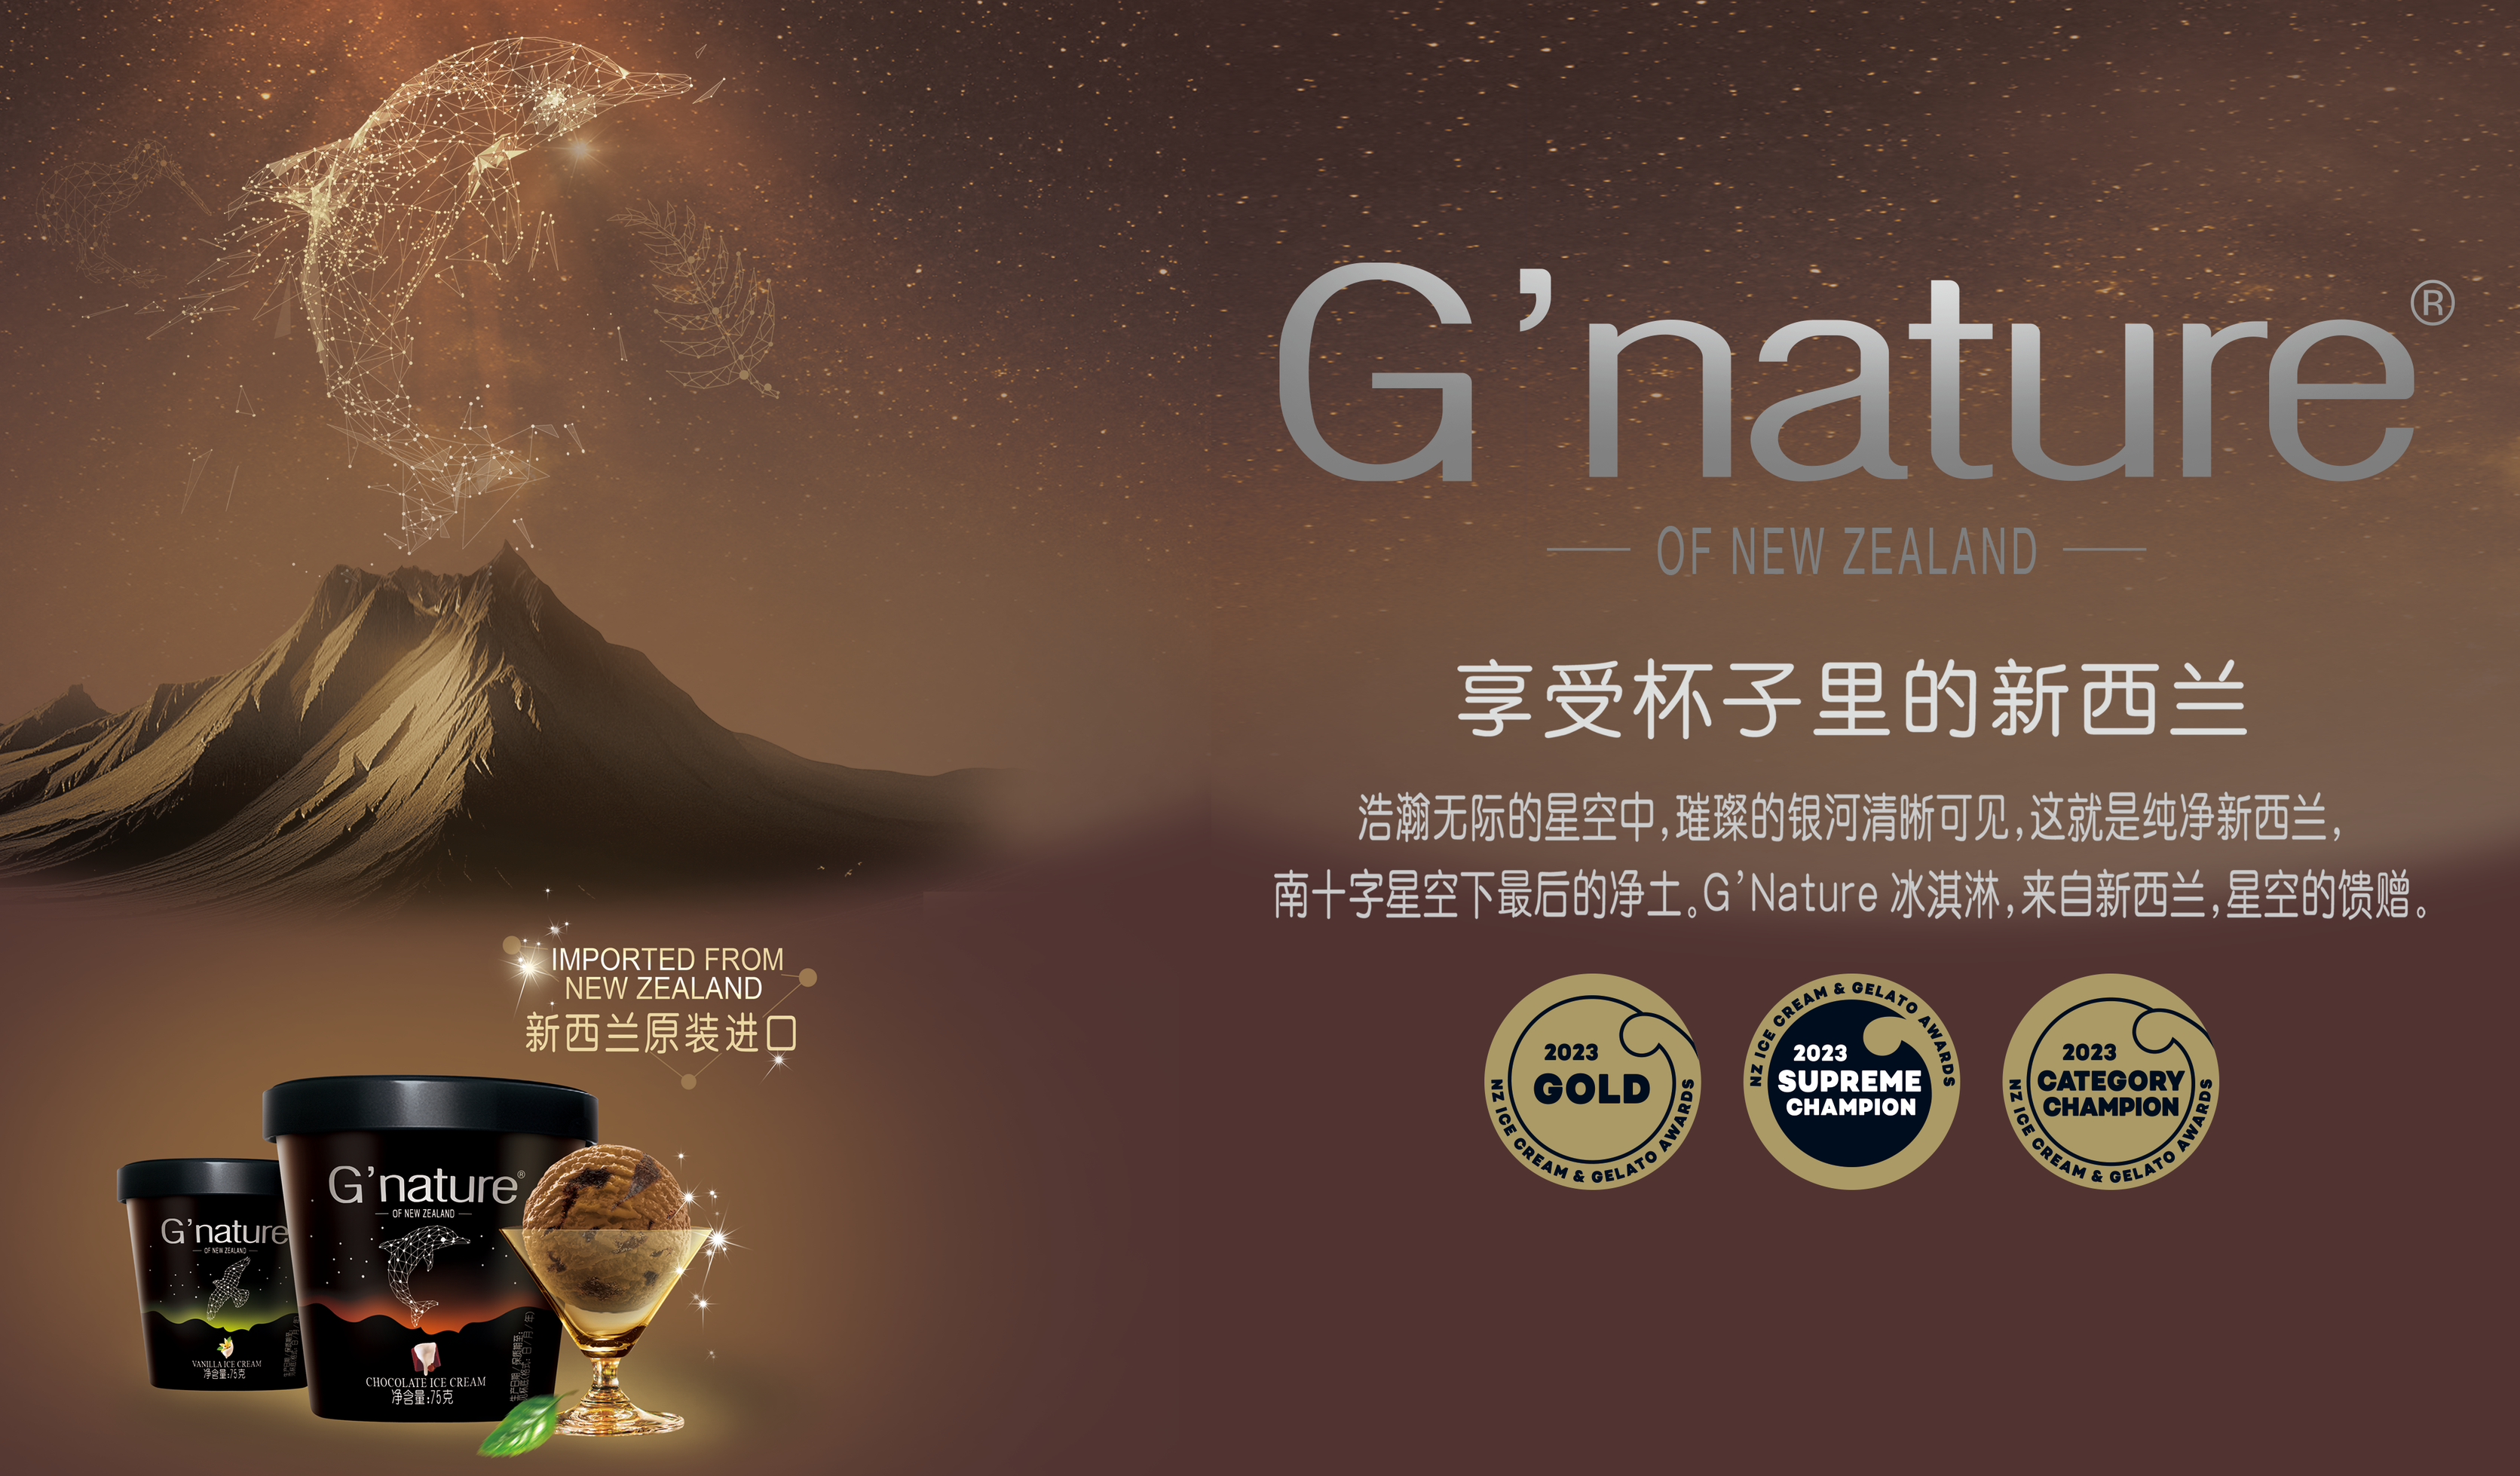 G'nature®
OF NEW ZEALAND
享受杯子里的新西兰
浩瀚无际的星空中,璀璨的银河清晰可见,这就是纯净新西兰,
南十字星空下最后的净土。G'Nature 冰淇淋,来自新西兰,星空的馈赠。
2023
GOLD
NZ ICE CREAM & GELATO AWARDS
NZ ICE CREAM & GELATO AWARDS
2023
SUPREME
CHAMPION
2023
CATEGORY
CHAMPION
NZ ICE CREAM & GELATO AWARDS
IMPORTED FROM
NEW ZEALAND
新西兰原装进口
G'nature
OF NEW ZEALAND
VANILLA ICE CREAM
净含量:75克
G'nature®
OF NEW ZEALAND
CHOCOLATE ICE CREAM
净含量:75克